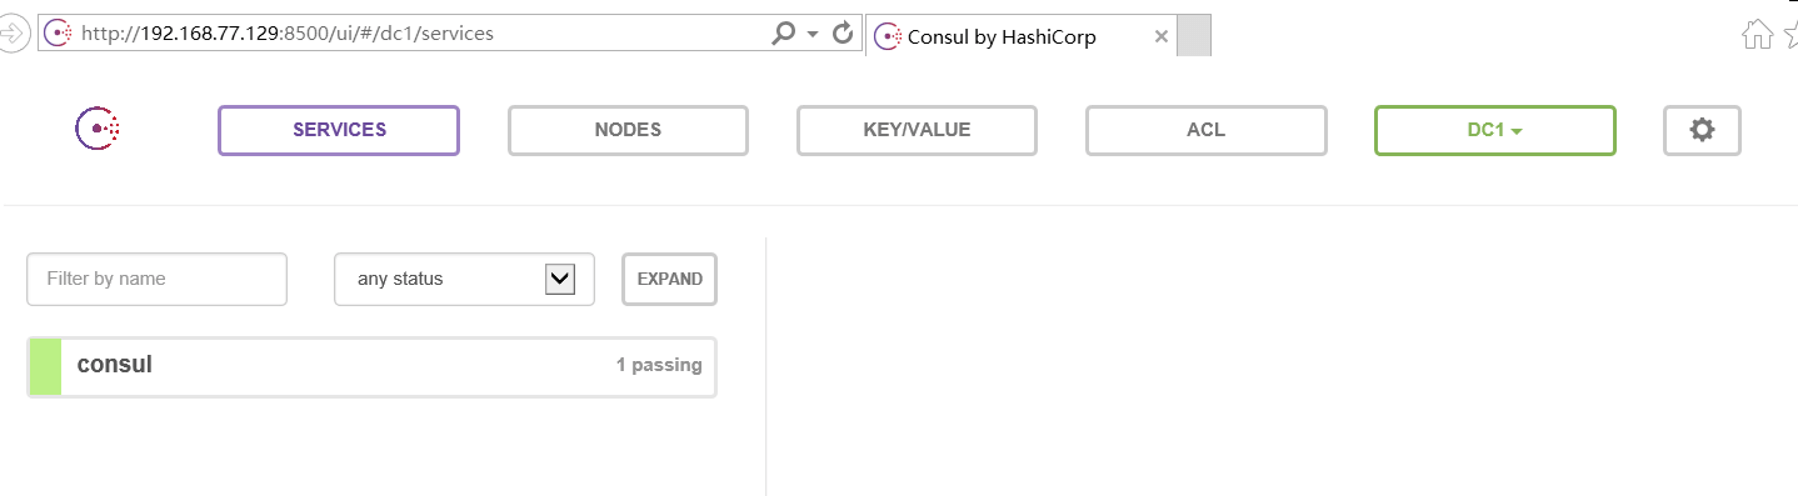 http://192.168.77.129:8500/ui/#/dc1/services
Consul by HashiCorp
SERVICES
NODES
KEY/VALUE
ACL
DC1
Filter by name
any status
EXPAND
consul
1 passing